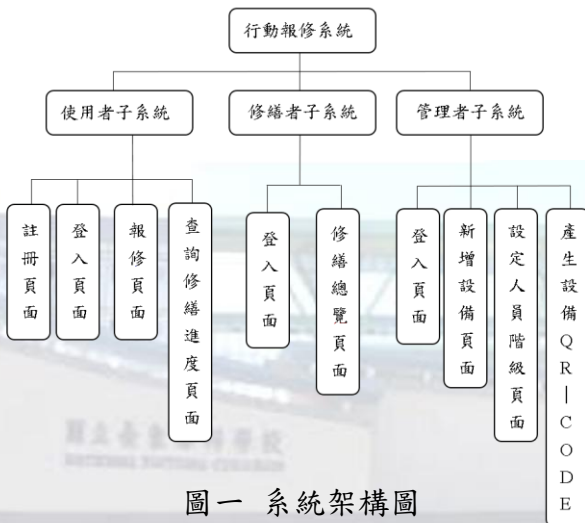 行動報修系統
使用者子系統
修繕者子系統
管理者子系統
註冊頁面
登入頁面
報修頁面
查詢修繕進度頁面
登入頁面
修繕總覽頁面
登入頁面
新增設備頁面
設定人員階級頁面
產生設備QR|CODE
圖一 系統架構圖